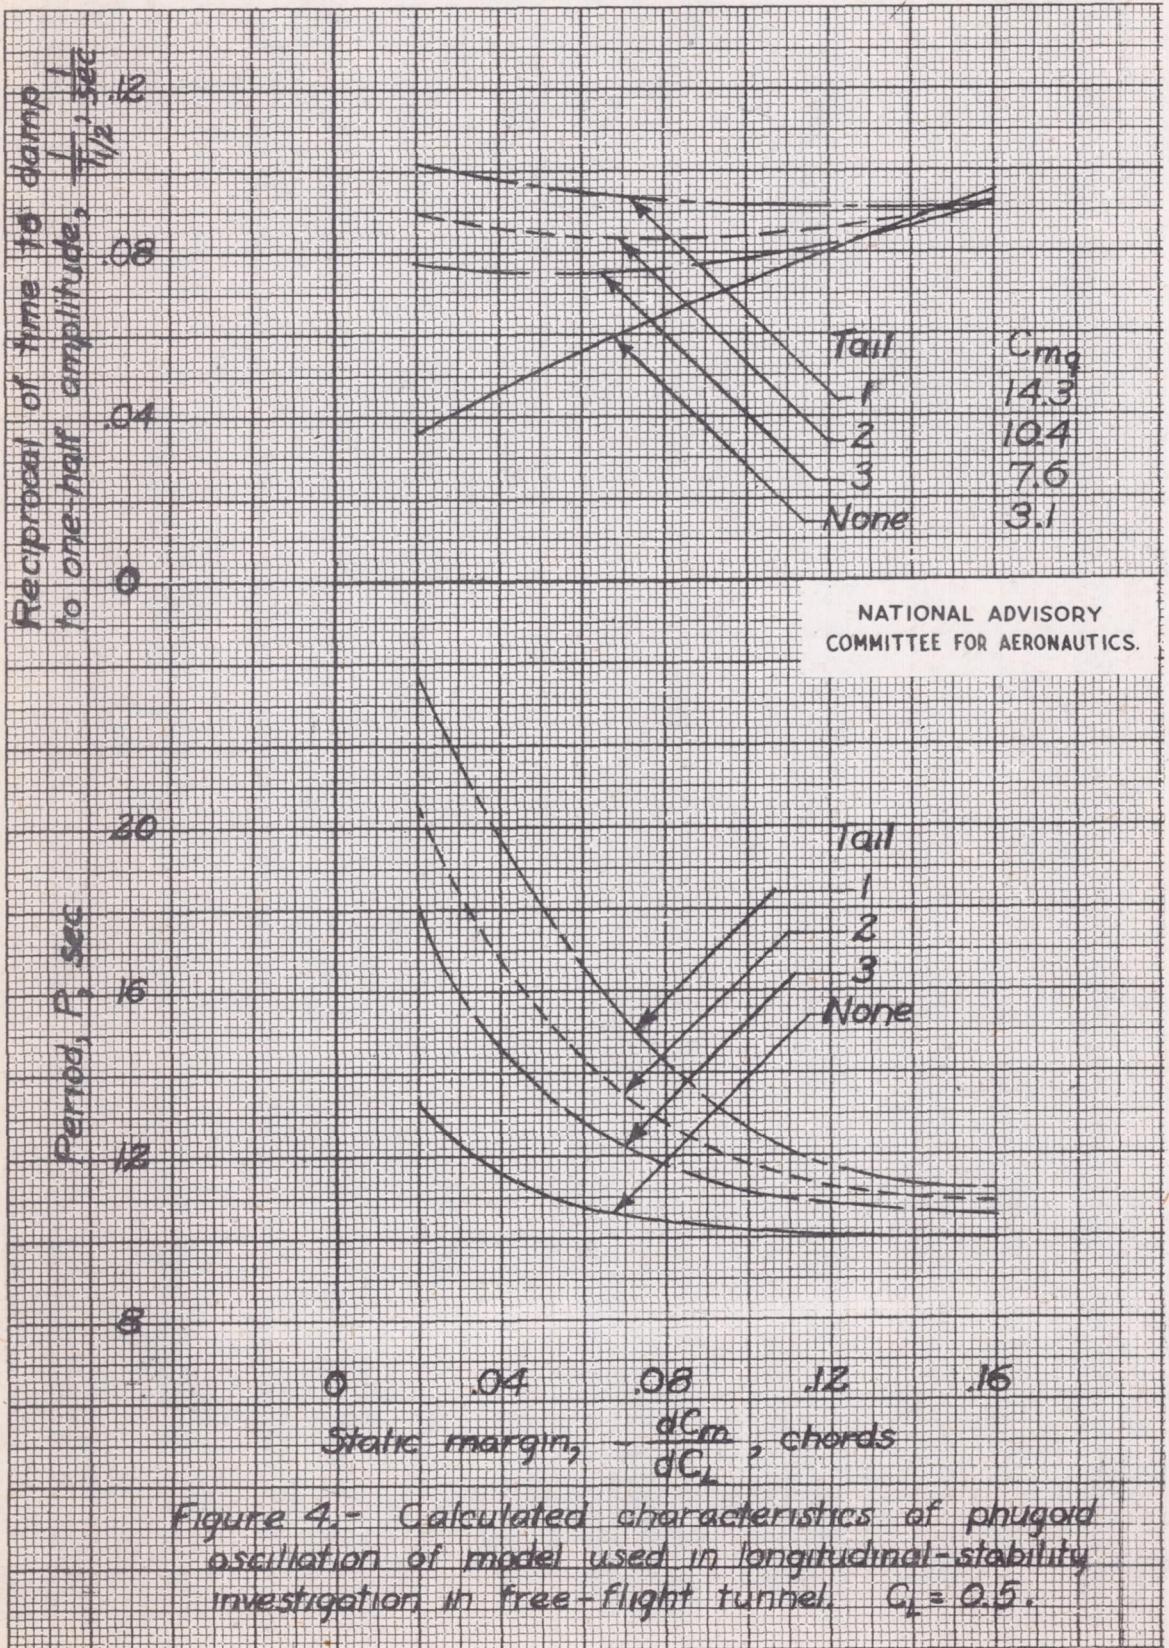 Reciprocal of time to damp
to one-half amplitude, 1/T1/2, 1/sec
.12
.08
.04
0
Tail Cmq
1 14.3
2 10.4
3 7.6
None 3.1
NATIONAL ADVISORY
COMMITTEE FOR AERONAUTICS.
Period, P, sec
20
16
12
8
Tail
1
2
3
None
0 .04 .08 .12 .16
Static margin, - dCm/dCL, chords
Figure 4.- Calculated characteristics of phugoid
oscillation of model used in longitudinal-stability
investigation in free-flight tunnel. CL = 0.5.